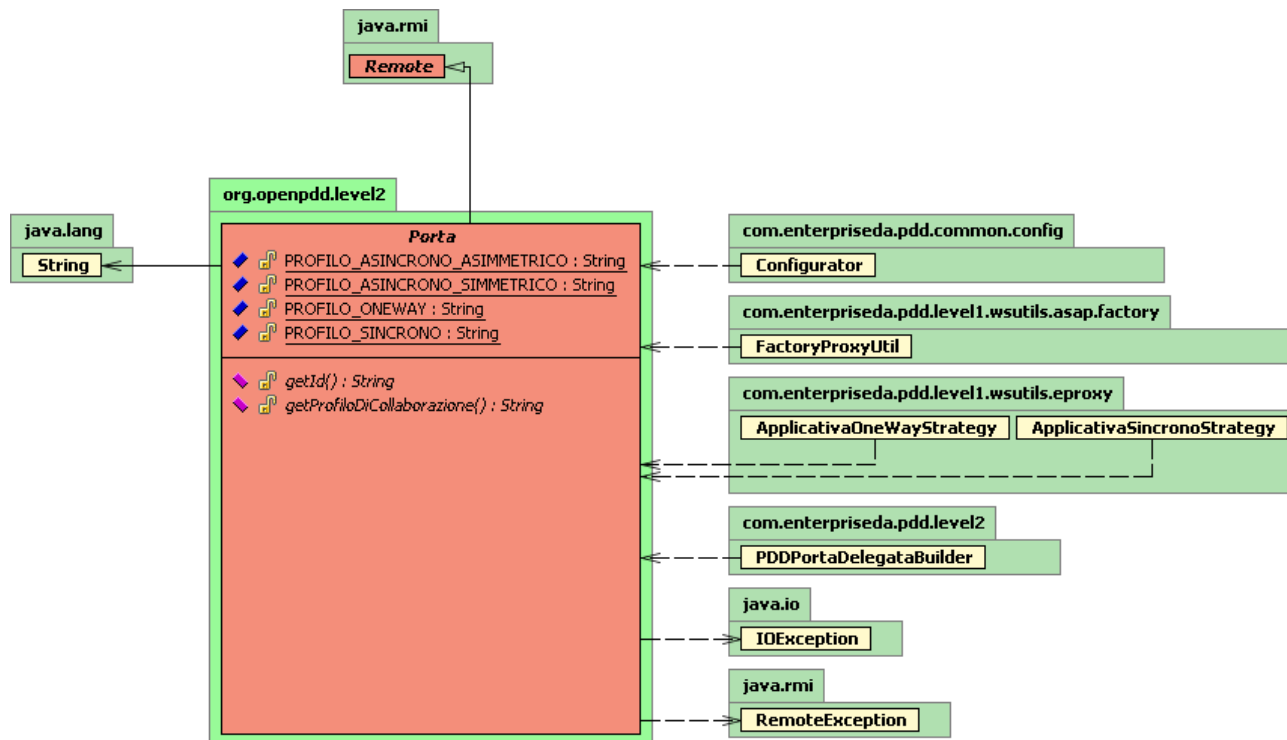 java.rmi
Remote
org.openpdd.level2
java.lang
String
Porta
PROFILO_ASINCRONO_ASIMMETRICO : String
PROFILO_ASINCRONO_SIMMETRICO : String
PROFILO_ONEWAY : String
PROFILO_SINCRONO : String
getId() : String
getProfiloDiCollaborazione() : String
com.enterpriseda.pdd.common.config
Configurator
com.enterpriseda.pdd.level1.wsutils.asap.factory
FactoryProxyUtil
com.enterpriseda.pdd.level1.wsutils.eproxy
ApplicativaOneWayStrategy ApplicativaSincronoStrategy
com.enterpriseda.pdd.level2
PDDPortaDelegataBuilder
java.io
IOException
java.rmi
RemoteException